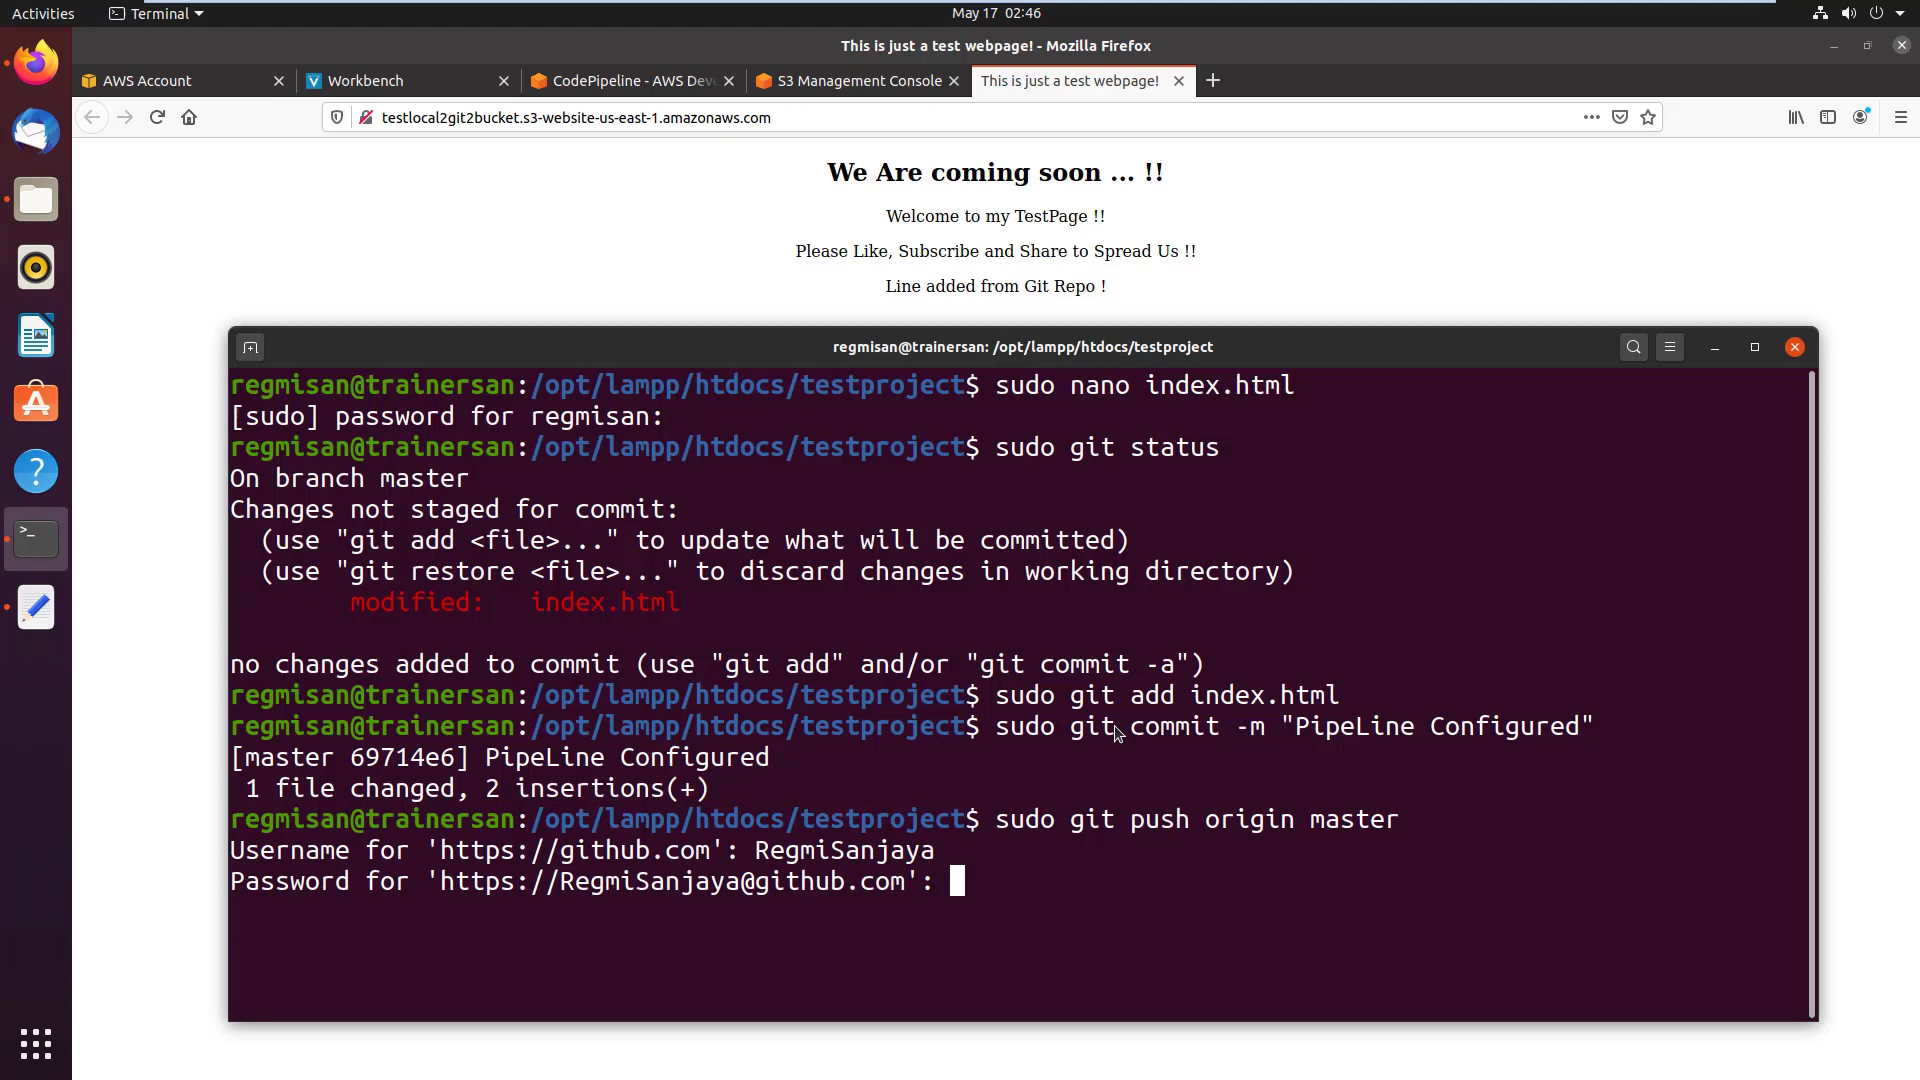 Activities
Terminal
May 17 02:46
This is just a test webpage! - Mozilla Firefox
AWS Account
Workbench
CodePipeline - AWS Dev
S3 Management Console
This is just a test webpage!
testlocal2git2bucket.s3-website-us-east-1.amazonaws.com
We Are coming soon ... !!
Welcome to my TestPage !!
Please Like, Subscribe and Share to Spread Us !!
Line added from Git Repo !
regmisan@trainersan: /opt/lampp/htdocs/testproject
regmisan@trainersan:/opt/lampp/htdocs/testproject$ sudo nano index.html
[sudo] password for regmisan:
regmisan@trainersan:/opt/lampp/htdocs/testproject$ sudo git status
On branch master
Changes not staged for commit:
  (use "git add <file>..." to update what will be committed)
  (use "git restore <file>..." to discard changes in working directory)
        modified:   index.html
no changes added to commit (use "git add" and/or "git commit -a")
regmisan@trainersan:/opt/lampp/htdocs/testproject$ sudo git add index.html
regmisan@trainersan:/opt/lampp/htdocs/testproject$ sudo git commit -m "PipeLine Configured"
[master 69714e6] PipeLine Configured
 1 file changed, 2 insertions(+)
regmisan@trainersan:/opt/lampp/htdocs/testproject$ sudo git push origin master
Username for 'https://github.com': RegmiSanjaya
Password for 'https://RegmiSanjaya@github.com':